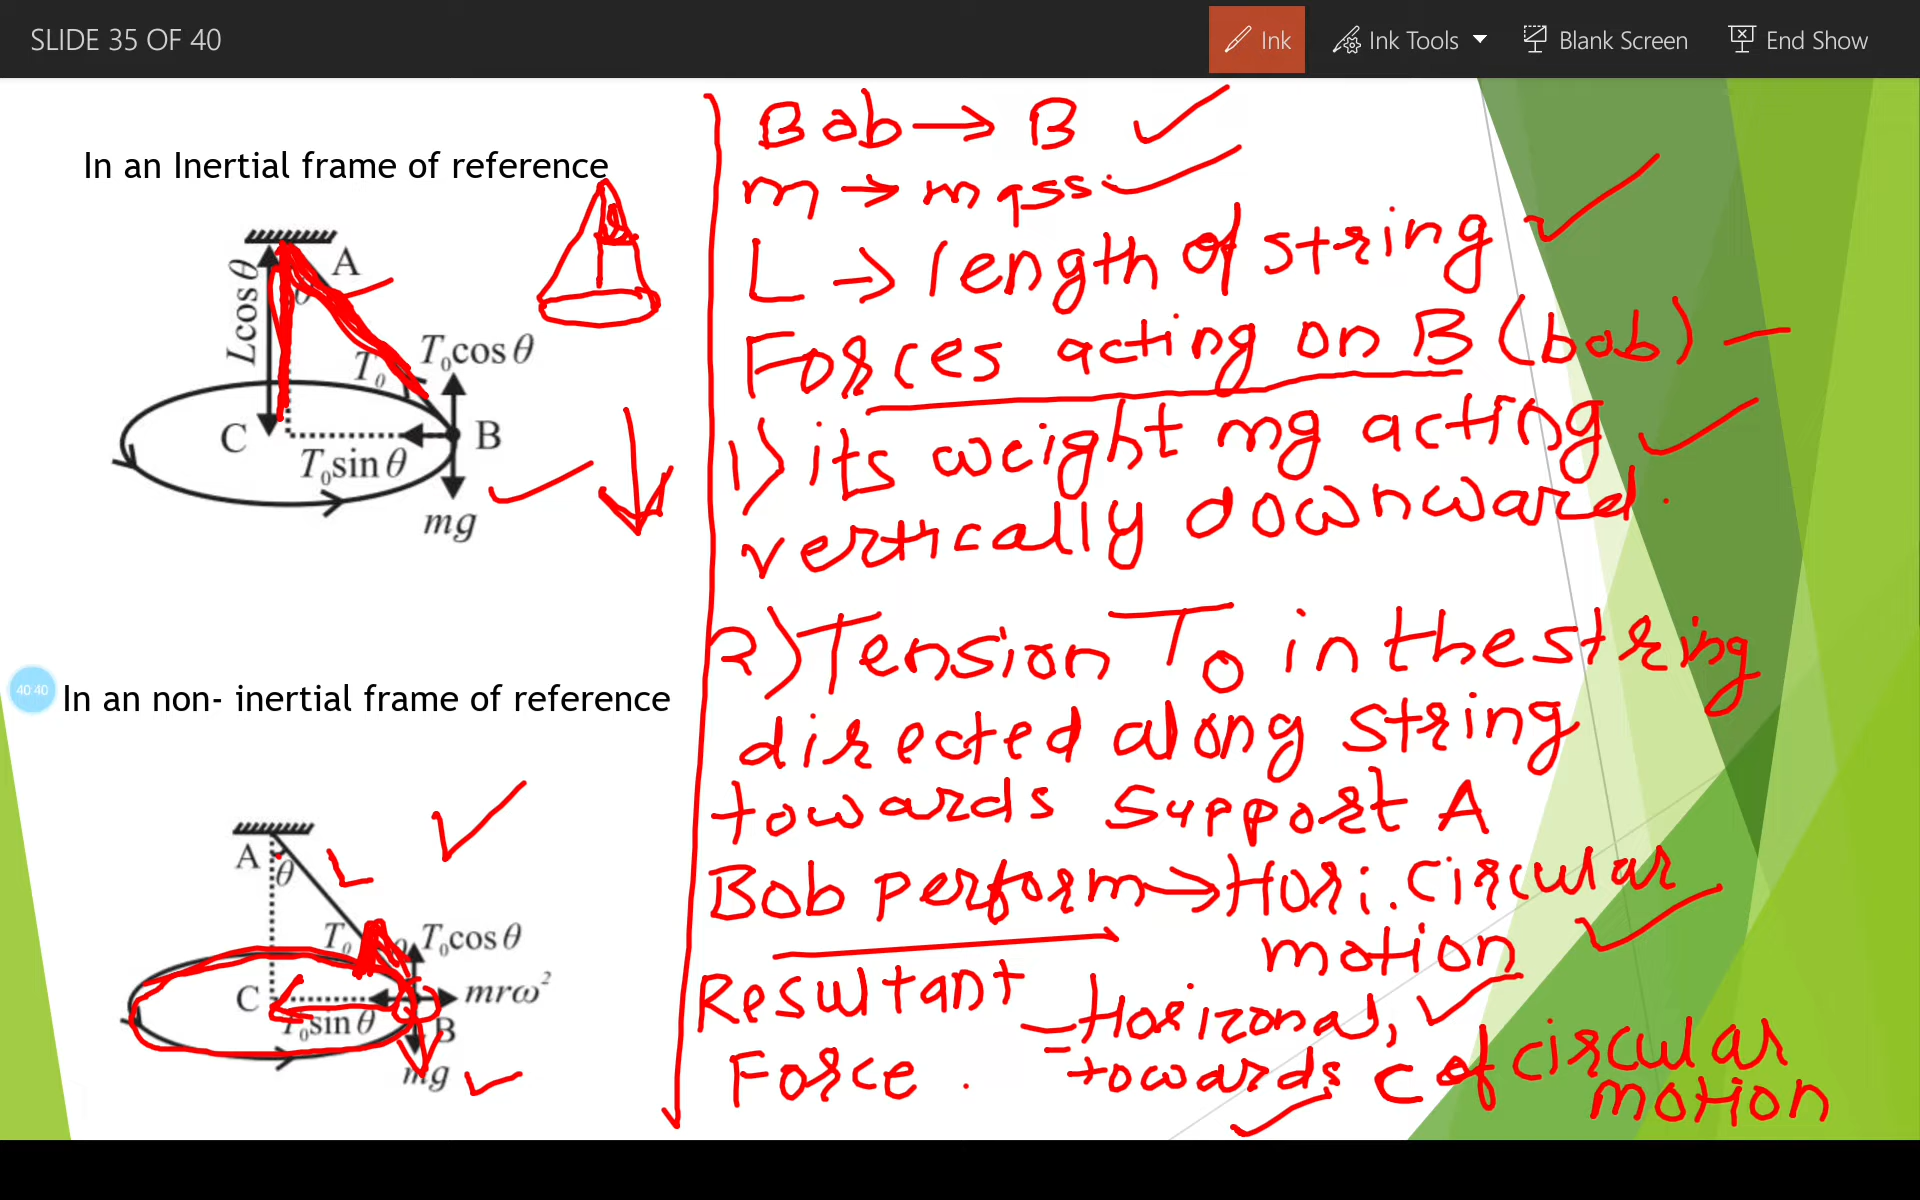 SLIDE 35 OF 40
Ink
Ink Tools
Blank Screen
End Show
In an Inertial frame of reference
A
θ
Lcos θ
T₀
T₀cos θ
C
B
T₀sin θ
mg
40:40
In an non- inertial frame of reference
A
θ
L
T₀
θ
T₀cos θ
C
mrω²
T₀sin θ
B
mg
Bob → B
m → mass
L → length of string
Forces acting on B (bob) —
1) its weight mg acting
vertically downward.
2) Tension T₀ in the string
directed along string
towards support A
Bob perform → Hori. circular
motion
Resultant = Horizonal,
Force. towards C of circular
motion